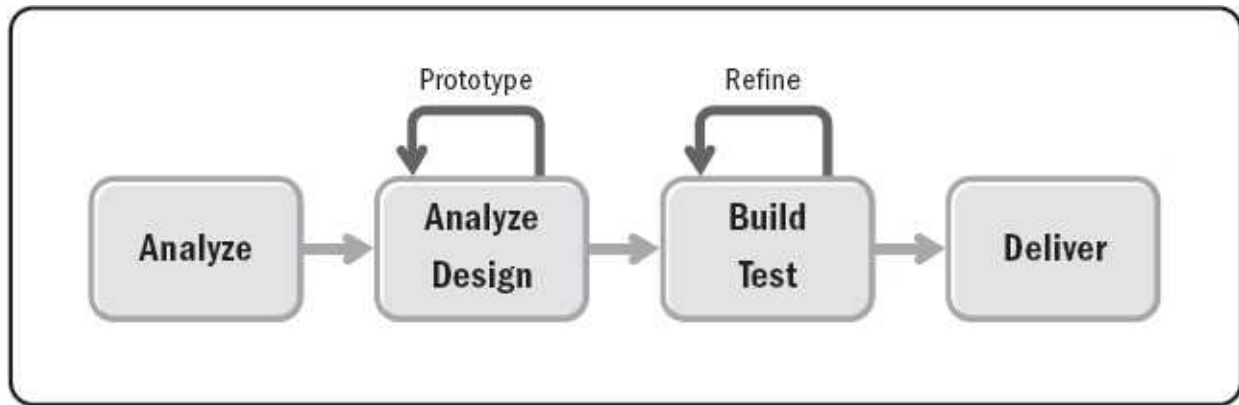 Prototype
Refine
Analyze
Analyze
Design
Build
Test
Deliver